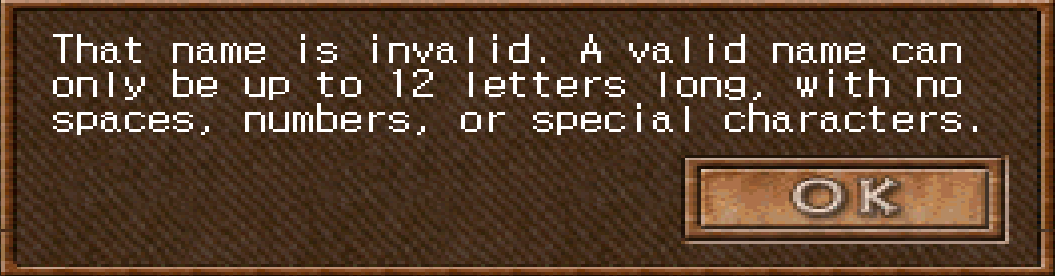 That name is invalid. A valid name can
only be up to 12 letters long, with no
spaces, numbers, or special characters.
OK